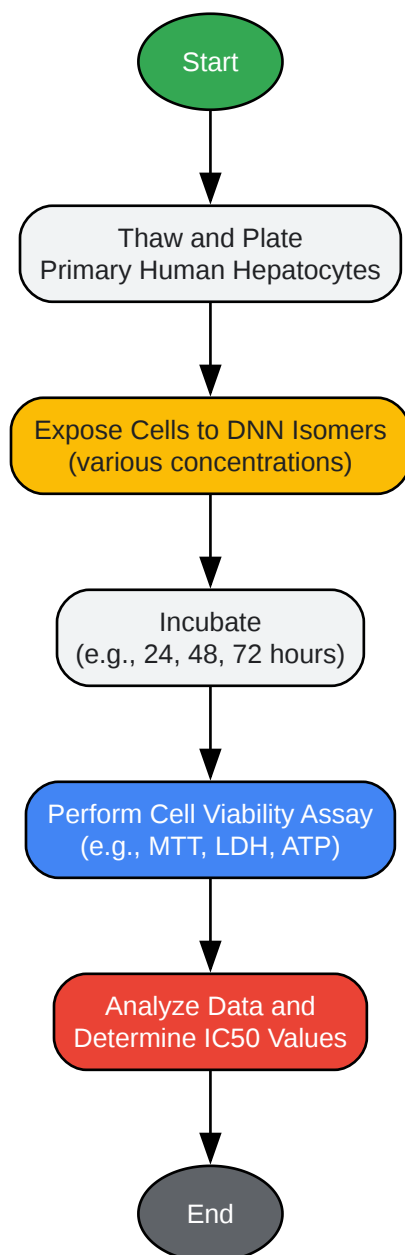 Start
Thaw and Plate
Primary Human Hepatocytes
Expose Cells to DNN Isomers
(various concentrations)
Incubate
(e.g., 24, 48, 72 hours)
Perform Cell Viability Assay
(e.g., MTT, LDH, ATP)
Analyze Data and
Determine IC50 Values
End